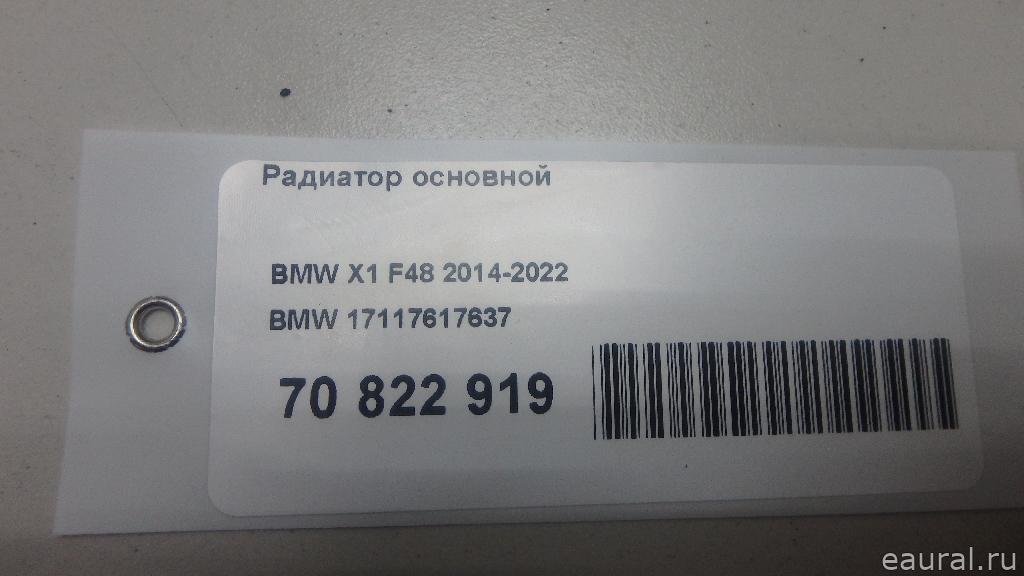 Радиатор основной
BMW X1 F48 2014-2022
BMW 17117617637
70 822 919
eaural.ru